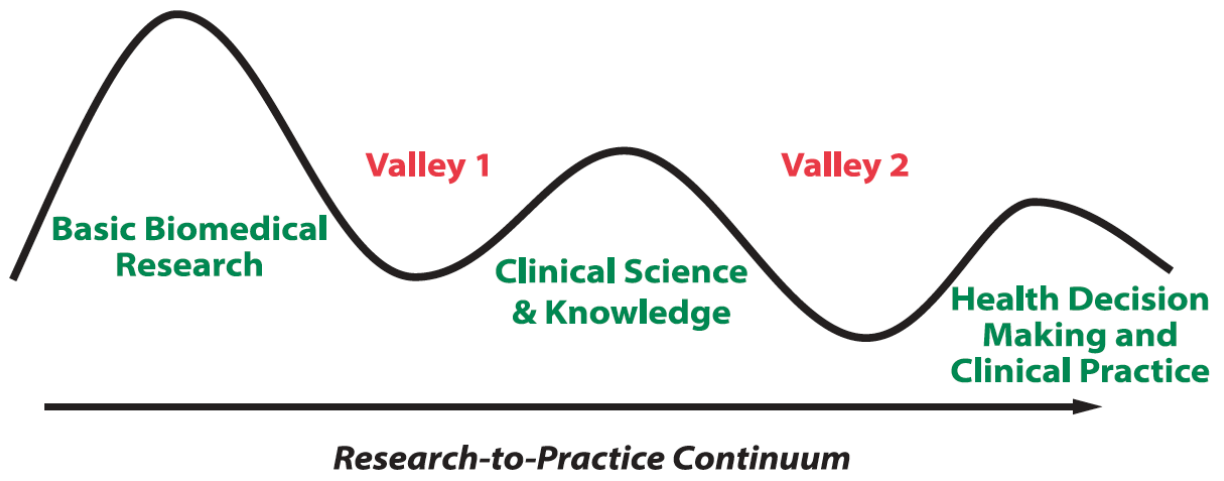 Valley 1
Valley 2
Basic Biomedical
Research
Clinical Science
& Knowledge
Health Decision
Making and
Clinical Practice
Research-to-Practice Continuum